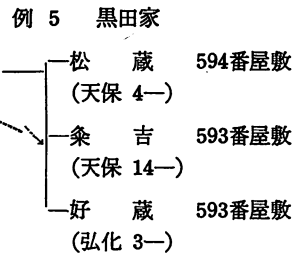 例 5 黒田家
松蔵 594番屋敷
(天保 4—)
粂吉 593番屋敷
(天保 14—)
好蔵 593番屋敷
(弘化 3—)